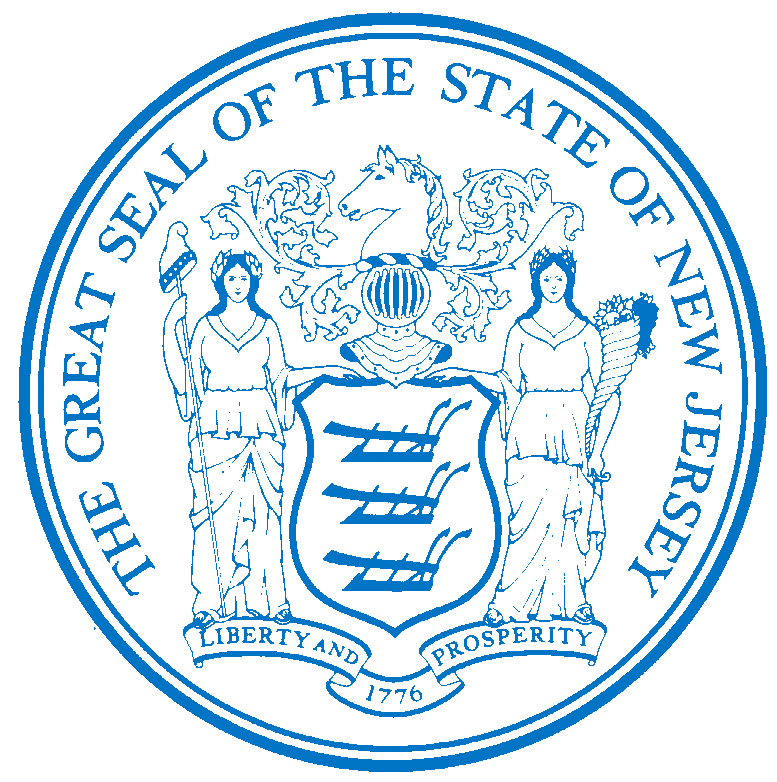 THE GREAT SEAL OF THE STATE OF NEW JERSEY
LIBERTY AND
PROSPERITY
1776